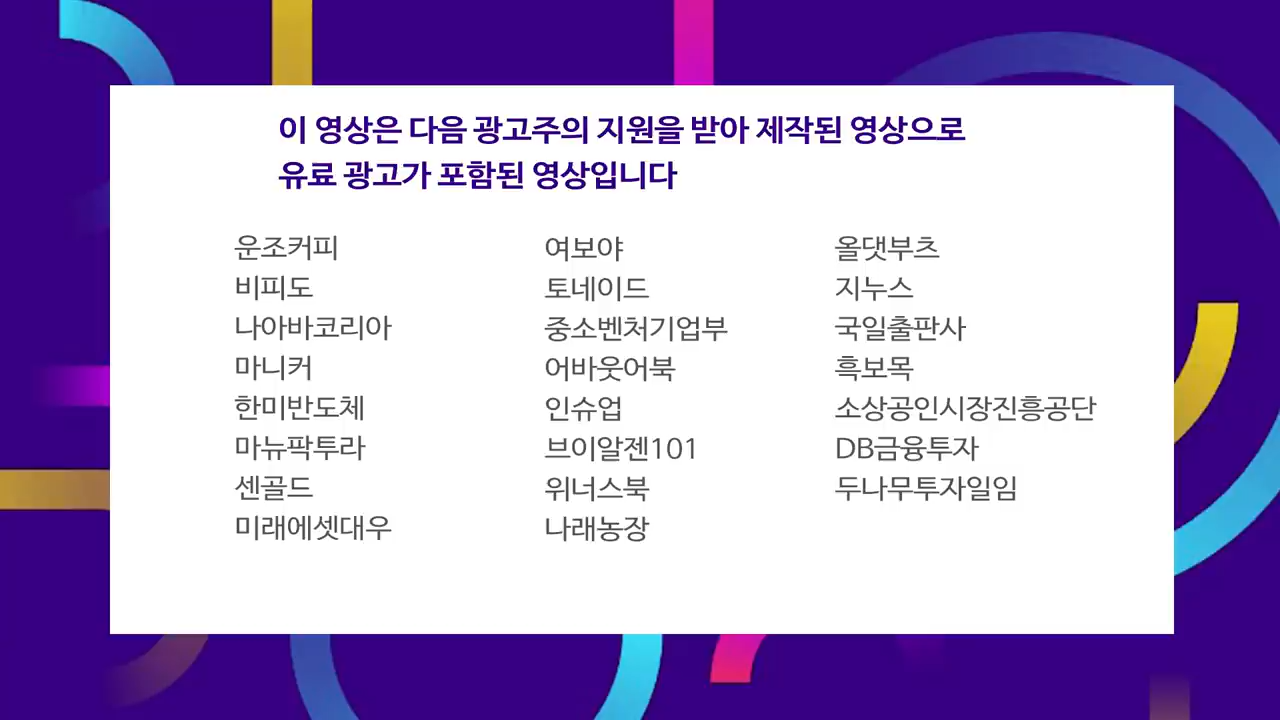 이 영상은 다음 광고주의 지원을 받아 제작된 영상으로
유료 광고가 포함된 영상입니다
운조커피
비피도
나아바코리아
마니커
한미반도체
마뉴팍투라
센골드
미래에셋대우
여보야
토네이드
중소벤처기업부
어바웃어북
인슈업
브이알젠101
위너스북
나래농장
올댓부츠
지누스
국일출판사
흑보목
소상공인시장진흥공단
DB금융투자
두나무투자일임